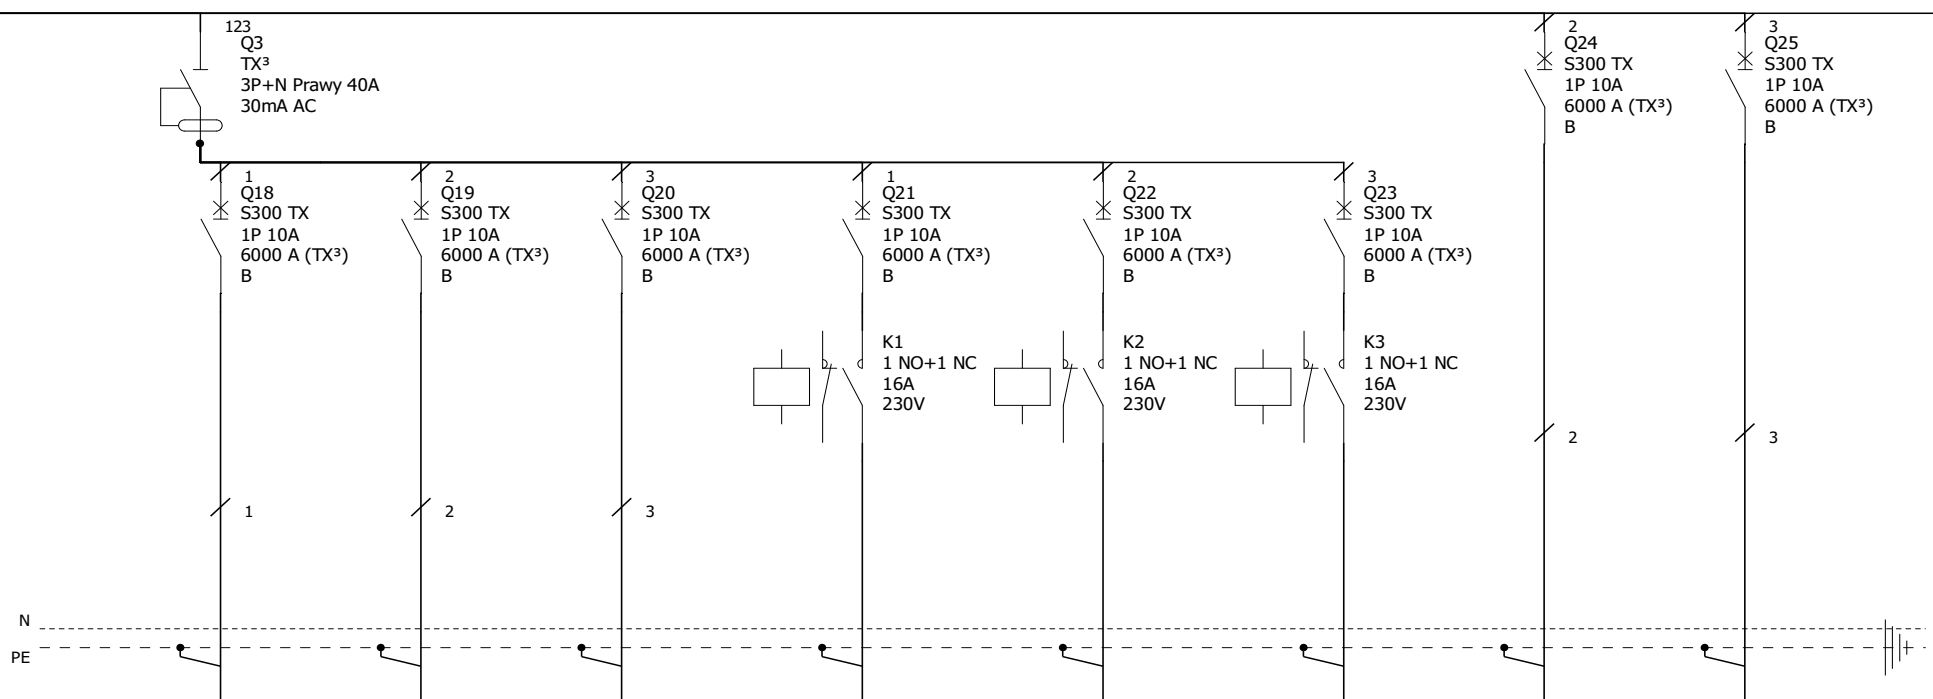 123
Q3
TX³
3P+N Prawy 40A
30mA AC
2
Q24
S300 TX
1P 10A
6000 A (TX³)
B
3
Q25
S300 TX
1P 10A
6000 A (TX³)
B
1
Q18
S300 TX
1P 10A
6000 A (TX³)
B
2
Q19
S300 TX
1P 10A
6000 A (TX³)
B
3
Q20
S300 TX
1P 10A
6000 A (TX³)
B
1
Q21
S300 TX
1P 10A
6000 A (TX³)
B
2
Q22
S300 TX
1P 10A
6000 A (TX³)
B
3
Q23
S300 TX
1P 10A
6000 A (TX³)
B
K1
1 NO+1 NC
16A
230V
K2
1 NO+1 NC
16A
230V
K3
1 NO+1 NC
16A
230V
2
3
1
2
3
N
PE